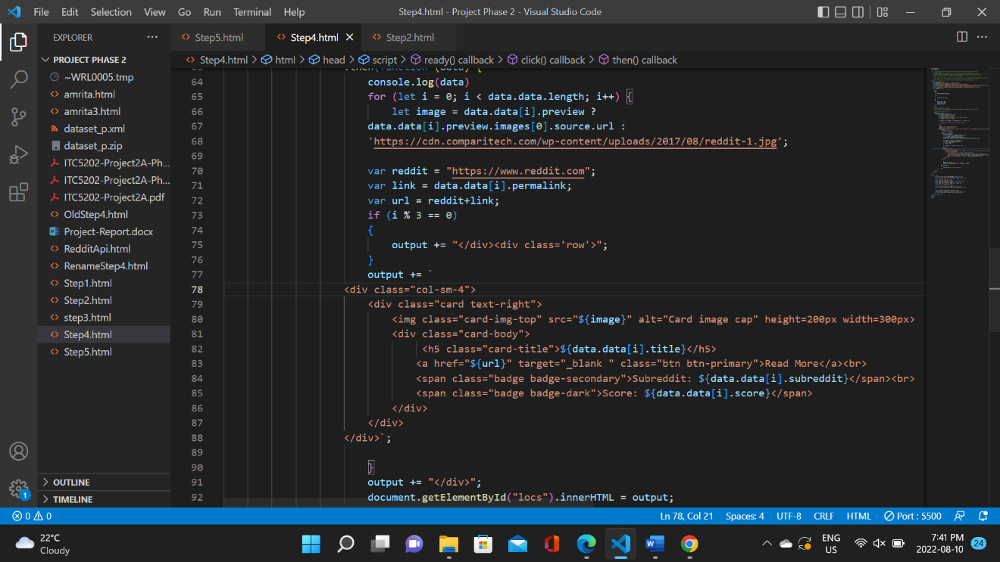 File Edit Selection View Go Run Terminal Help
Step4.html - Project Phase 2 - Visual Studio Code
EXPLORER
Step5.html
Step4.html
Step2.html
PROJECT PHASE 2
Step4.html > html > head > script > ready() callback > click() callback > then() callback
~WRL0005.tmp
amrita.html
amrita3.html
dataset_p.xml
dataset_p.zip
ITC5202-Project2A-Ph...
ITC5202-Project2A-Ph...
ITC5202-Project2A.pdf
OldStep4.html
Project-Report.docx
RedditApi.html
RenameStep4.html
Step1.html
Step2.html
step3.html
Step4.html
Step5.html
OUTLINE
TIMELINE
1
.then(function (data) {
64 console.log(data)
65 for (let i = 0; i < data.data.length; i++) {
66 let image = data.data[i].preview ?
67 data.data[i].preview.images[0].source.url :
68 'https://cdn.comparitech.com/wp-content/uploads/2017/08/reddit-1.jpg';
69
70 var reddit = "https://www.reddit.com";
71 var link = data.data[i].permalink;
72 var url = reddit+link;
73 if (i % 3 == 0)
74 {
75 output += "</div><div class='row'>";
76 }
77 output += `
78 <div class="col-sm-4">
79 <div class="card text-right">
80 <img class="card-img-top" src="${image}" alt="Card image cap" height=200px width=300px>
81 <div class="card-body">
82 <h5 class="card-title">${data.data[i].title}</h5>
83 <a href="${url}" target="_blank " class="btn btn-primary">Read More</a><br>
84 <span class="badge badge-secondary">Subreddit: ${data.data[i].subreddit}</span><br>
85 <span class="badge badge-dark">Score: ${data.data[i].score}</span>
86 </div>
87 </div>
88 </div>`;
89
90 }
91 output += "</div>";
92 document.getElementById("locs").innerHTML = output;
0 0
Ln 78, Col 21 Spaces: 4 UTF-8 CRLF HTML Port : 5500
22°C
Cloudy
ENG
US
7:41 PM
2022-08-10
24